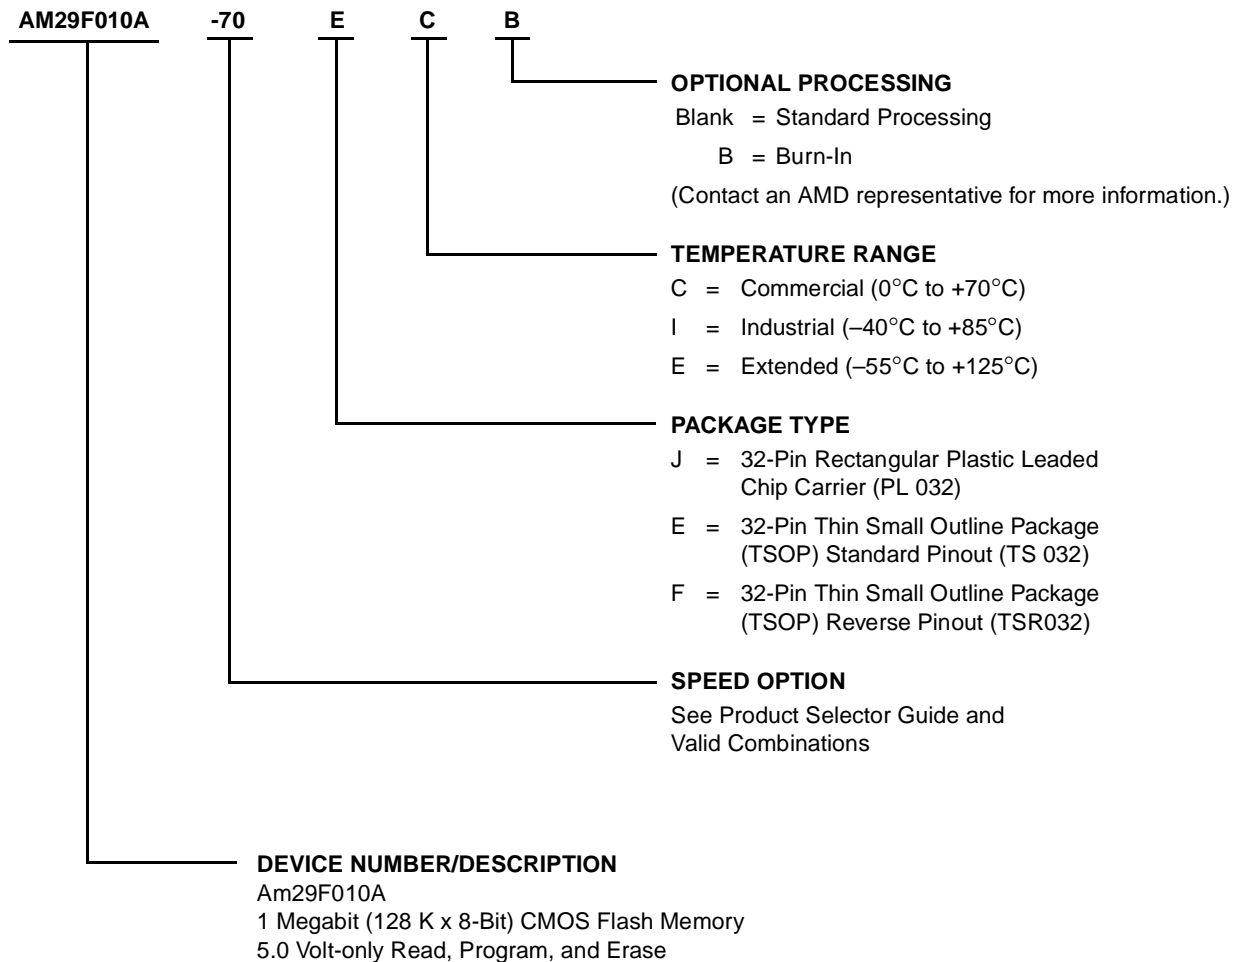 AM29F010A -70 E C B
OPTIONAL PROCESSING
Blank = Standard Processing
B = Burn-In
(Contact an AMD representative for more information.)
TEMPERATURE RANGE
C = Commercial (0°C to +70°C)
I = Industrial (–40°C to +85°C)
E = Extended (–55°C to +125°C)
PACKAGE TYPE
J = 32-Pin Rectangular Plastic Leaded
Chip Carrier (PL 032)
E = 32-Pin Thin Small Outline Package
(TSOP) Standard Pinout (TS 032)
F = 32-Pin Thin Small Outline Package
(TSOP) Reverse Pinout (TSR032)
SPEED OPTION
See Product Selector Guide and
Valid Combinations
DEVICE NUMBER/DESCRIPTION
Am29F010A
1 Megabit (128 K x 8-Bit) CMOS Flash Memory
5.0 Volt-only Read, Program, and Erase